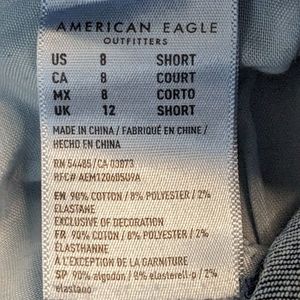 AMERICAN EAGLE
OUTFITTERS
US 8 SHORT
CA 8 COURT
MX 8 CORTO
UK 12 SHORT
MADE IN CHINA / FABRIQUÉ EN CHINE /
HECHO EN CHINA
RN 54485/CA 03873
RFC# AEM1206050U9A
EN 90% COTTON / 8% POLYESTER / 2%
ELASTANE
EXCLUSIVE OF DECORATION
FR 90% COTON / 8% POLYESTER / 2%
ÉLASTHANNE
À L'EXCEPTION DE LA GARNITURE
SP 90% algodón / 8% elasterell-p / 2%
elastano